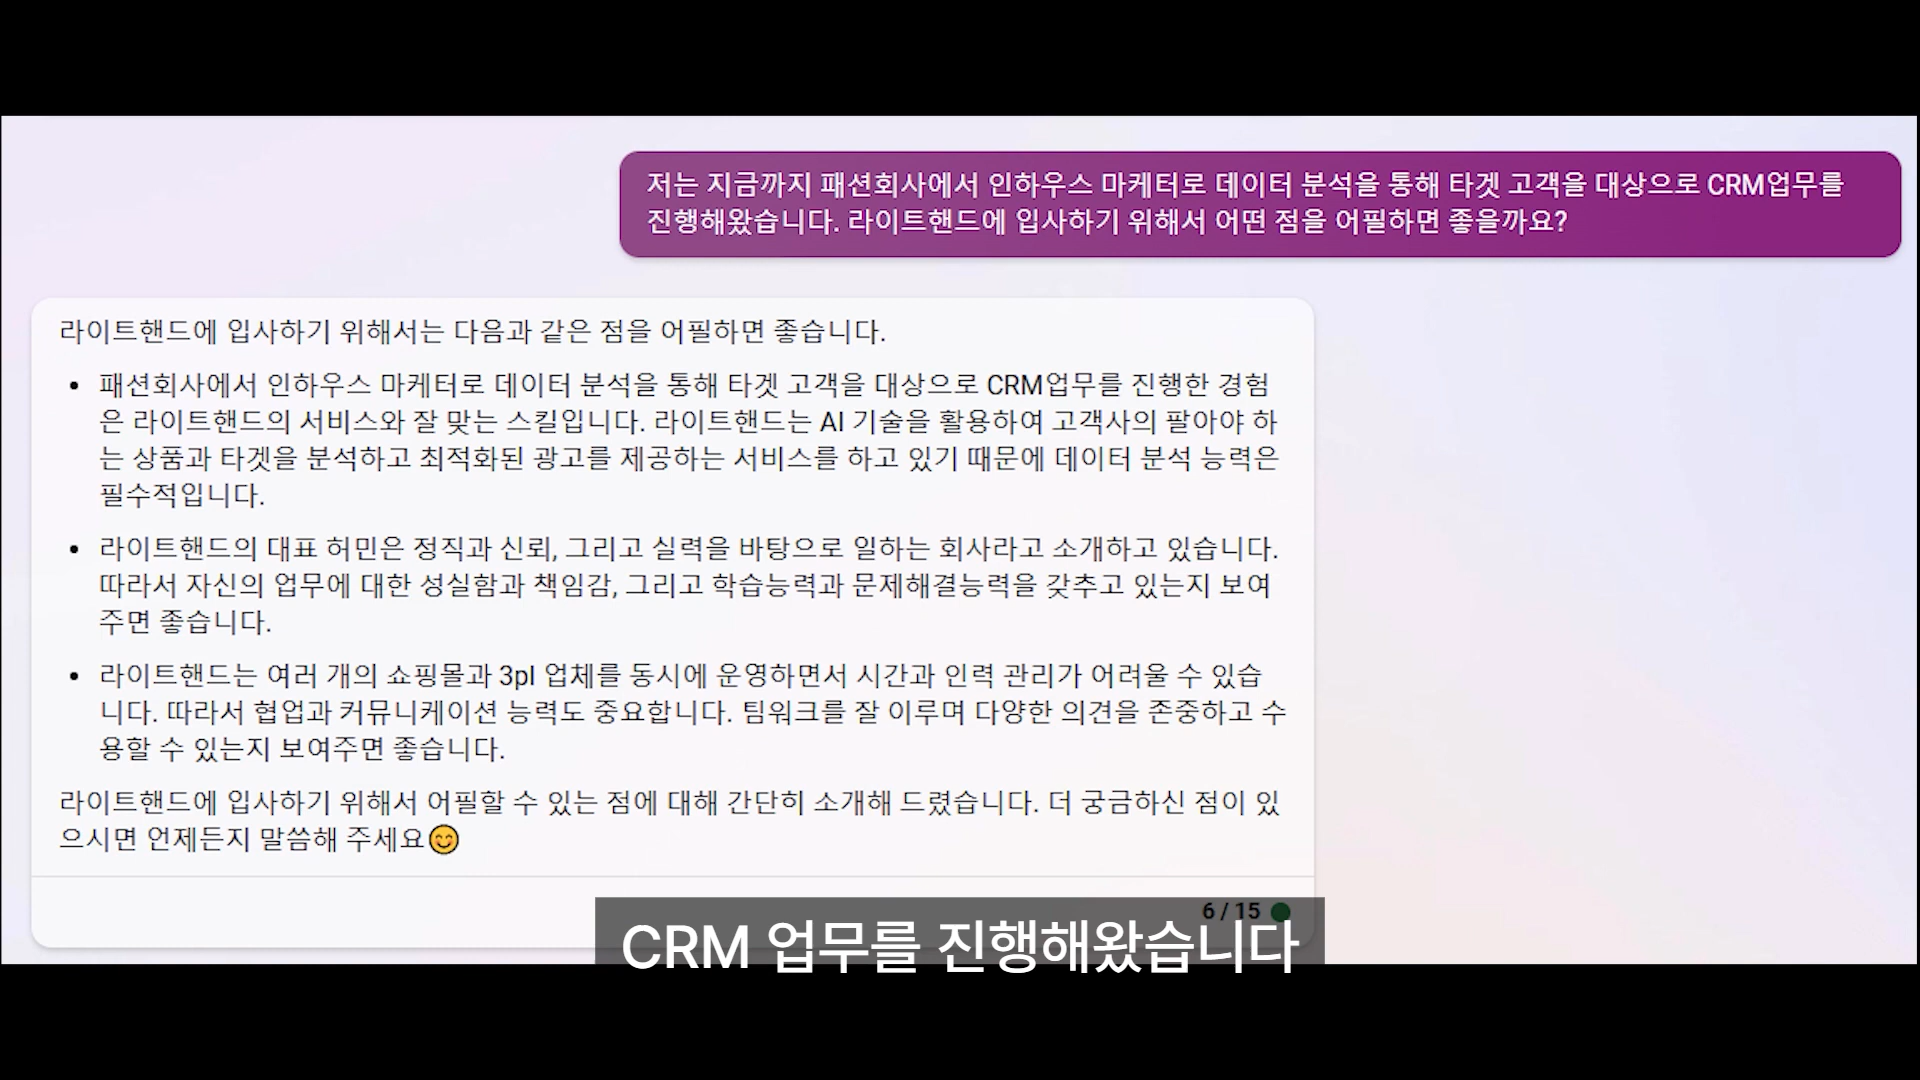 저는 지금까지 패션회사에서 인하우스 마케터로 데이터 분석을 통해 타겟 고객을 대상으로 CRM업무를
진행해왔습니다. 라이트핸드에 입사하기 위해서 어떤 점을 어필하면 좋을까요?
라이트핸드에 입사하기 위해서는 다음과 같은 점을 어필하면 좋습니다.
• 패션회사에서 인하우스 마케터로 데이터 분석을 통해 타겟 고객을 대상으로 CRM업무를 진행한 경험
은 라이트핸드의 서비스와 잘 맞는 스킬입니다. 라이트핸드는 AI 기술을 활용하여 고객사의 팔아야 하
는 상품과 타겟을 분석하고 최적화된 광고를 제공하는 서비스를 하고 있기 때문에 데이터 분석 능력은
필수적입니다.
• 라이트핸드의 대표 허민은 정직과 신뢰, 그리고 실력을 바탕으로 일하는 회사라고 소개하고 있습니다.
따라서 자신의 업무에 대한 성실함과 책임감, 그리고 학습능력과 문제해결능력을 갖추고 있는지 보여
주면 좋습니다.
• 라이트핸드는 여러 개의 쇼핑몰과 3pl 업체를 동시에 운영하면서 시간과 인력 관리가 어려울 수 있습
니다. 따라서 협업과 커뮤니케이션 능력도 중요합니다. 팀워크를 잘 이루며 다양한 의견을 존중하고 수
용할 수 있는지 보여주면 좋습니다.
라이트핸드에 입사하기 위해서 어필할 수 있는 점에 대해 간단히 소개해 드렸습니다. 더 궁금하신 점이 있
으시면 언제든지 말씀해 주세요😊
6 / 15
CRM 업무를 진행해왔습니다